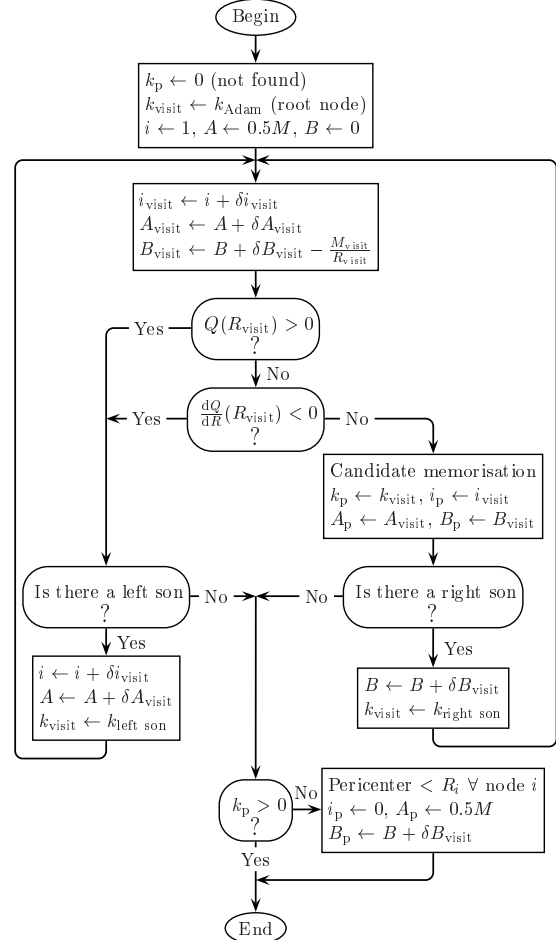 Begin
k_p ← 0 (not found)
k_visit ← k_Adam (root node)
i ← 1, A ← 0.5M, B ← 0
i_visit ← i + δi_visit
A_visit ← A + δA_visit
B_visit ← B + δB_visit − M_visit/R_visit
Q(R_visit) > 0
?
Yes
No
dQ/dR(R_visit) < 0
?
Yes
No
Candidate memorisation
k_p ← k_visit, i_p ← i_visit
A_p ← A_visit, B_p ← B_visit
Is there a left son
?
No
Yes
Is there a right son
?
No
Yes
i ← i + δi_visit
A ← A + δA_visit
k_visit ← k_left son
B ← B + δB_visit
k_visit ← k_right son
k_p > 0
?
No
Yes
Pericenter < R_i ∀ node i
i_p ← 0, A_p ← 0.5M
B_p ← B + δB_visit
End